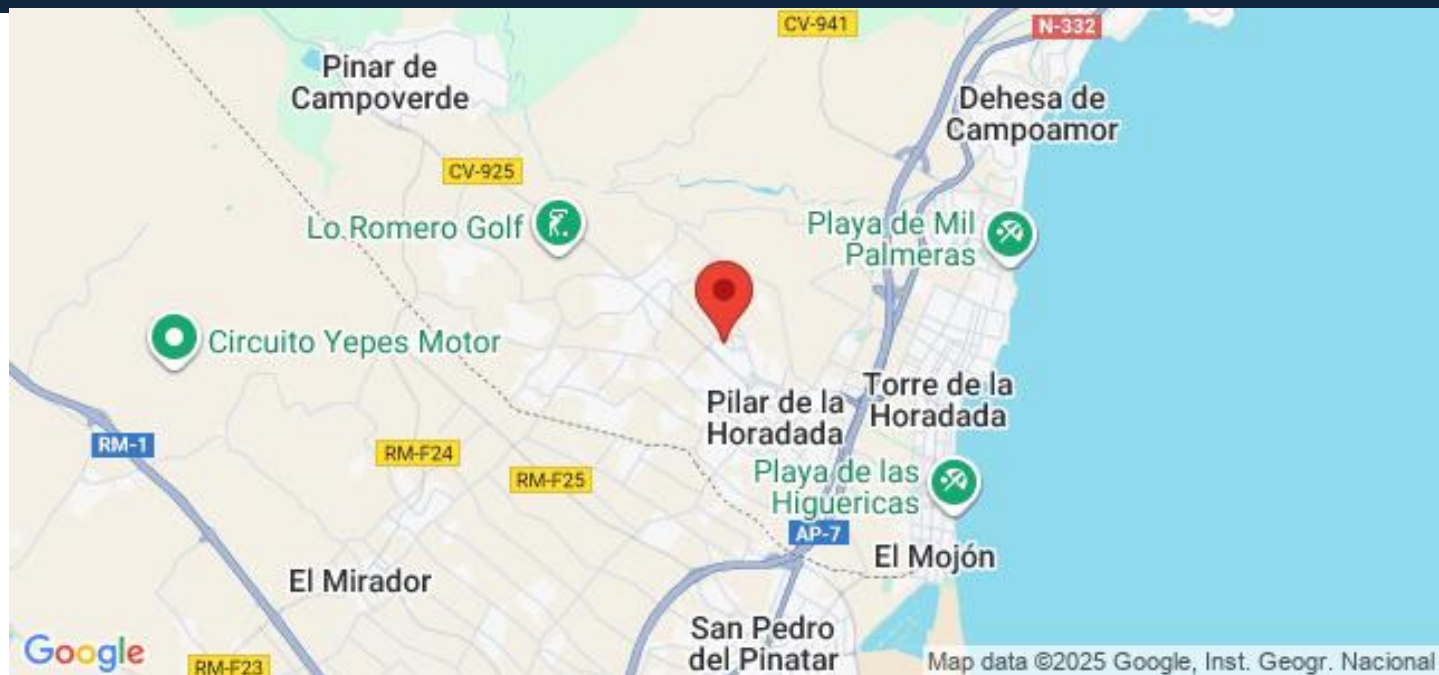 CV-941
N-332
Pinar de
Campoverde
Dehesa de
Campoamor
CV-925
Lo Romero Golf
Playa de Mil
Palmeras
Circuito Yepes Motor
Torre de la
Horadada
Pilar de la
Horadada
RM-1
RM-F24
RM-F25
Playa de las
Higuericas
AP-7
El Mojón
El Mirador
San Pedro
del Pinatar
Google
RM-F23
Map data ©2025 Google, Inst. Geogr. Nacional